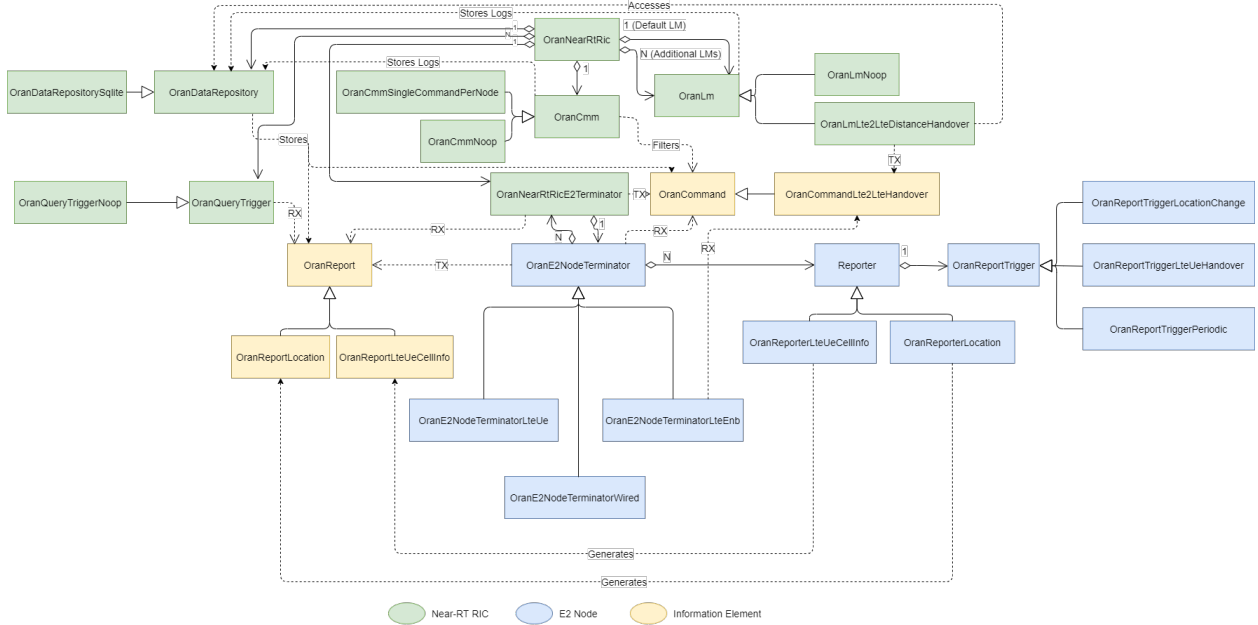 Accesses
Stores Logs
1
N
1
OranNearRtRic
1 (Default LM)
N (Additional LMs)
1
Stores Logs
OranLmNoop
OranDataRepositorySqlite
OranDataRepository
OranCmmSingleCommandPerNode
OranLm
OranCmm
OranLmLte2LteDistanceHandover
Stores
OranCmmNoop
Filters
TX
OranQueryTriggerNoop
OranQueryTrigger
OranNearRtRicE2Terminator
TX
OranCommand
OranCommandLte2LteHandover
OranReportTriggerLocationChange
RX
RX
N
1
RX
RX
OranReport
TX
OranE2NodeTerminator
N
Reporter
1
OranReportTrigger
OranReportTriggerLteUeHandover
OranReportTriggerPeriodic
OranReportLocation
OranReportLteUeCellInfo
OranReporterLteUeCellInfo
OranReporterLocation
OranE2NodeTerminatorLteUe
OranE2NodeTerminatorLteEnb
OranE2NodeTerminatorWired
Generates
Generates
Near-RT RIC
E2 Node
Information Element